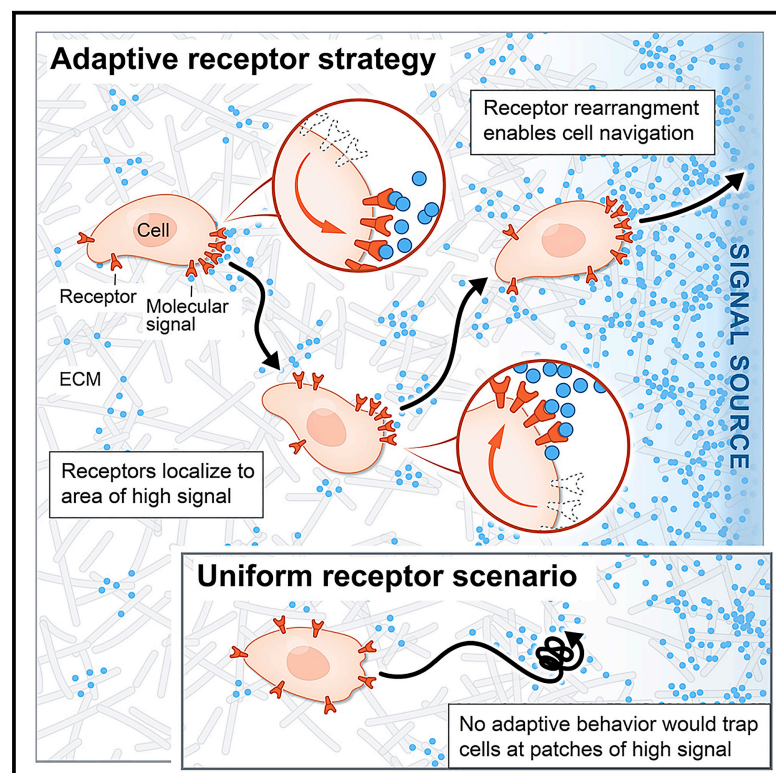 Adaptive receptor strategy
Receptor rearrangment
enables cell navigation
Cell
Receptor
Molecular
signal
ECM
SIGNAL SOURCE
Receptors localize to
area of high signal
Uniform receptor scenario
No adaptive behavior would trap
cells at patches of high signal